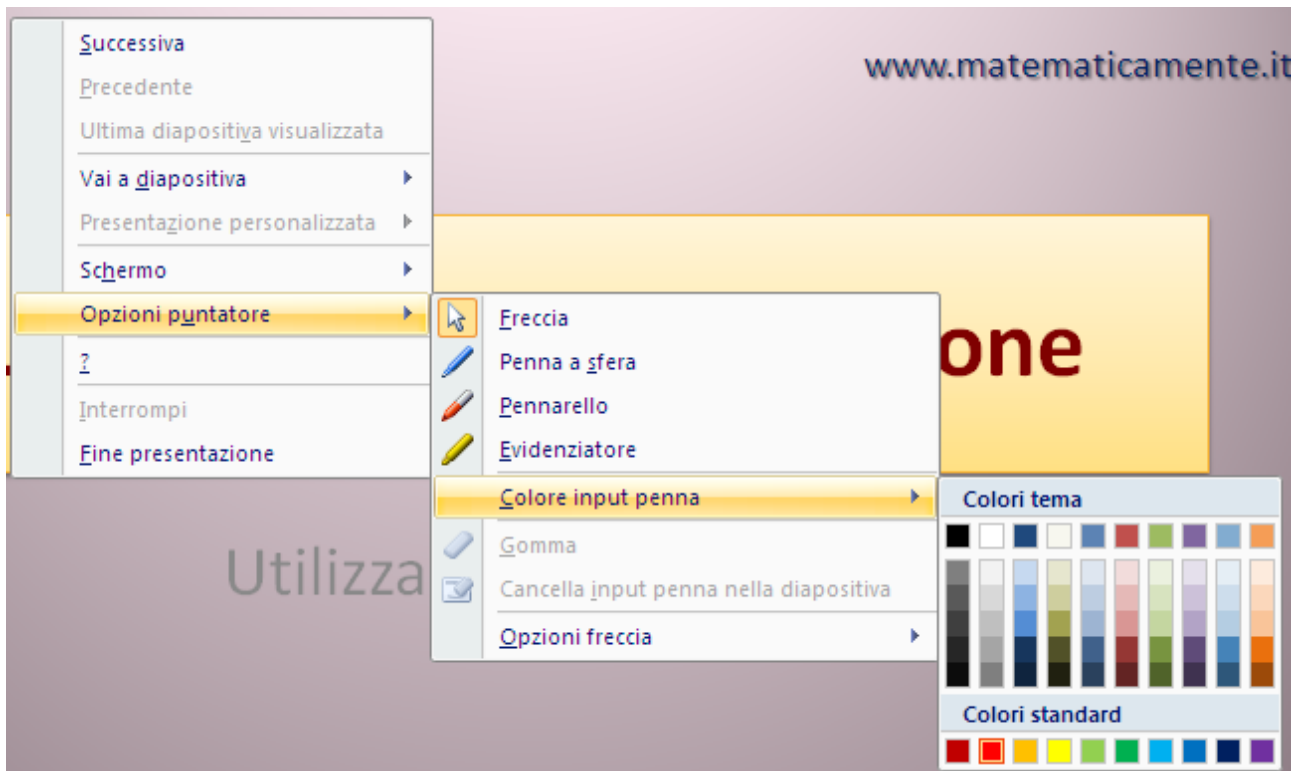 Successiva
Precedente
Ultima diapositiva visualizzata
Vai a diapositiva
Presentazione personalizzata
Schermo
Opzioni puntatore
?
Interrompi
Fine presentazione
www.matematicamente.it
one
Utilizza
Freccia
Penna a sfera
Pennarello
Evidenziatore
Colore input penna
Gomma
Cancella input penna nella diapositiva
Opzioni freccia
Colori tema
Colori standard